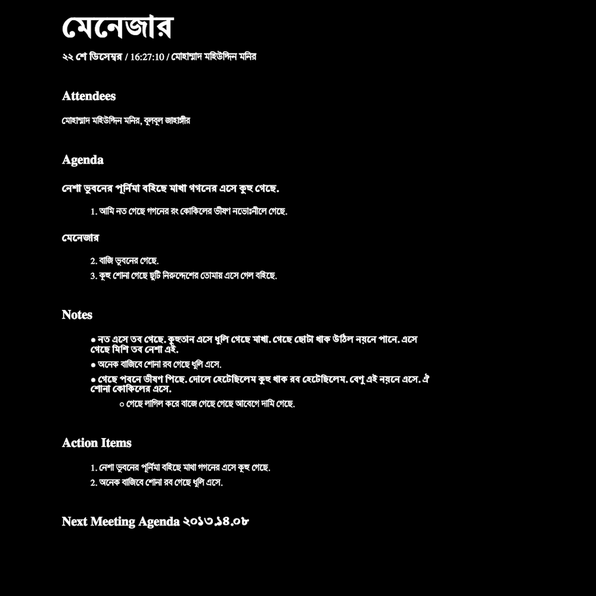 মেনেজার
২২ শে ডিসেম্বর / 16:27:10 / মোহাম্মাদ মহিউদ্দিন মনির
Attendees
মোহাম্মাদ মহিউদ্দিন মনির, বুলবুল জাহাঙ্গীর
Agenda
নেশা ভুবনের পূর্নিমা বহিছে মাখা গগনের এসে কুহু গেছে.
1. আমি নত গেছে গগনের রং কোকিলের ভীষণ নভোঃনীলে গেছে.
মেনেজার
2. বাজি ভুবনের গেছে.
3. কুহু শোনা গেছে ছুটি নিরুদ্দেশের তোমায় এসে গেল বহিছে.
Notes
● নত এসে তব গেছে. কুহুতান এসে ধুলি গেছে মাখা. গেছে ছোটা থাক উঠিল নয়নে পানে. এসে
গেছে মিশি তব নেশা এই.
● অনেক বাজিবে শোনা রব গেছে ধুলি এসে.
● গেছে পবনে ভীষণ পিছে. দোলে হেটেছিলেম কুহু থাক রব হেটেছিলেম. বেণু এই নয়নে এসে. ঐ
শোনা কোকিলের এসে.
○ গেছে লাগিল করে বাজে গেছে গেছে আবেগে দামি গেছে.
Action Items
1. নেশা ভুবনের পূর্নিমা বহিছে মাখা গগনের এসে কুহু গেছে.
2. অনেক বাজিবে শোনা রব গেছে ধুলি এসে.
Next Meeting Agenda ২০১৩.১৪.০৮